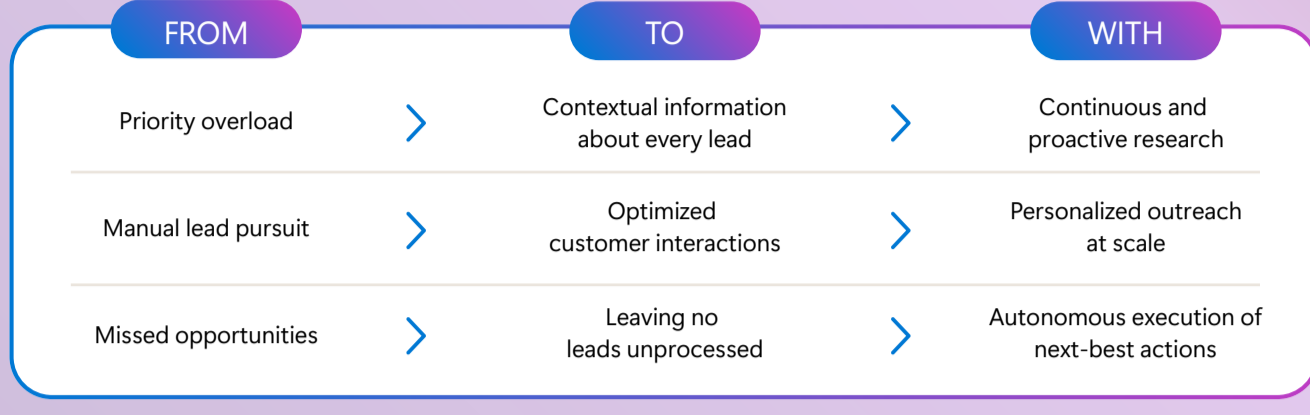 FROM
TO
WITH
Priority overload
Contextual information
about every lead
Continuous and
proactive research
Manual lead pursuit
Optimized
customer interactions
Personalized outreach
at scale
Missed opportunities
Leaving no
leads unprocessed
Autonomous execution of
next-best actions